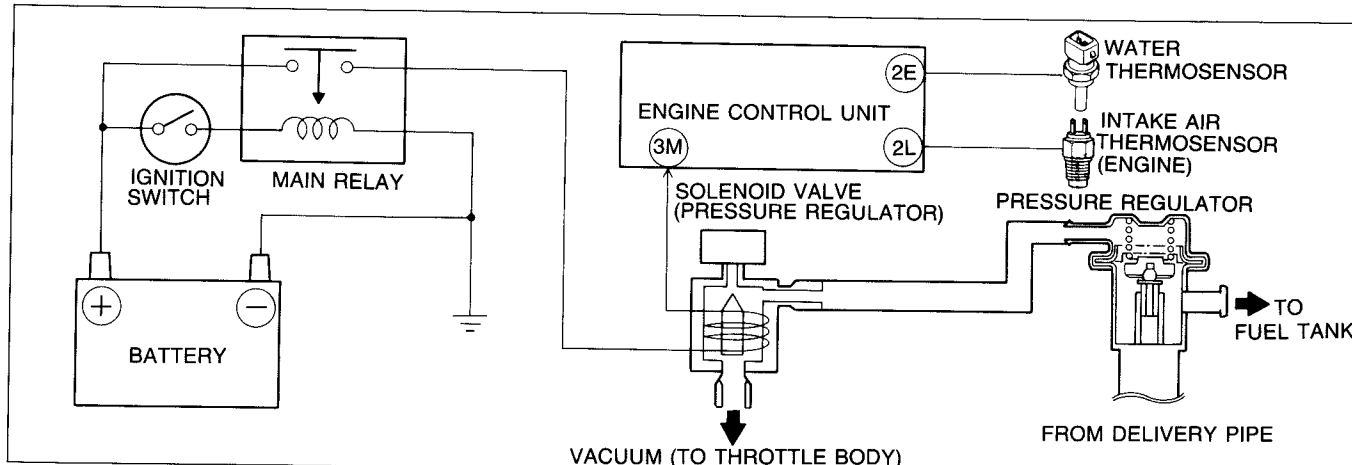 WATER
THERMOSENSOR
2E
ENGINE CONTROL UNIT
3M
2L
INTAKE AIR
THERMOSENSOR
(ENGINE)
IGNITION
SWITCH
MAIN RELAY
SOLENOID VALVE
(PRESSURE REGULATOR)
PRESSURE REGULATOR
+
−
BATTERY
TO
FUEL TANK
FROM DELIVERY PIPE
VACUUM (TO THROTTLE BODY)